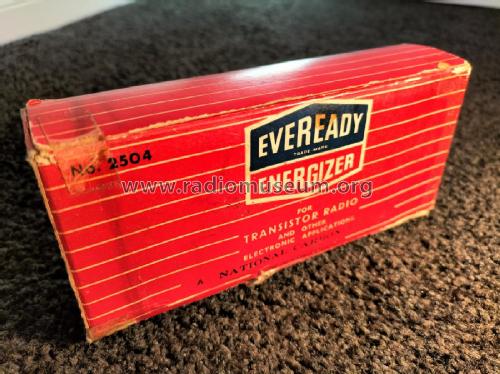 No. 2504
EVEREADY
TRADE-MARK
ENERGIZER
FOR
TRANSISTOR RADIO
AND OTHER
ELECTRONIC APPLICATIONS
A NATIONAL CARBON
www.radiomuseum.org